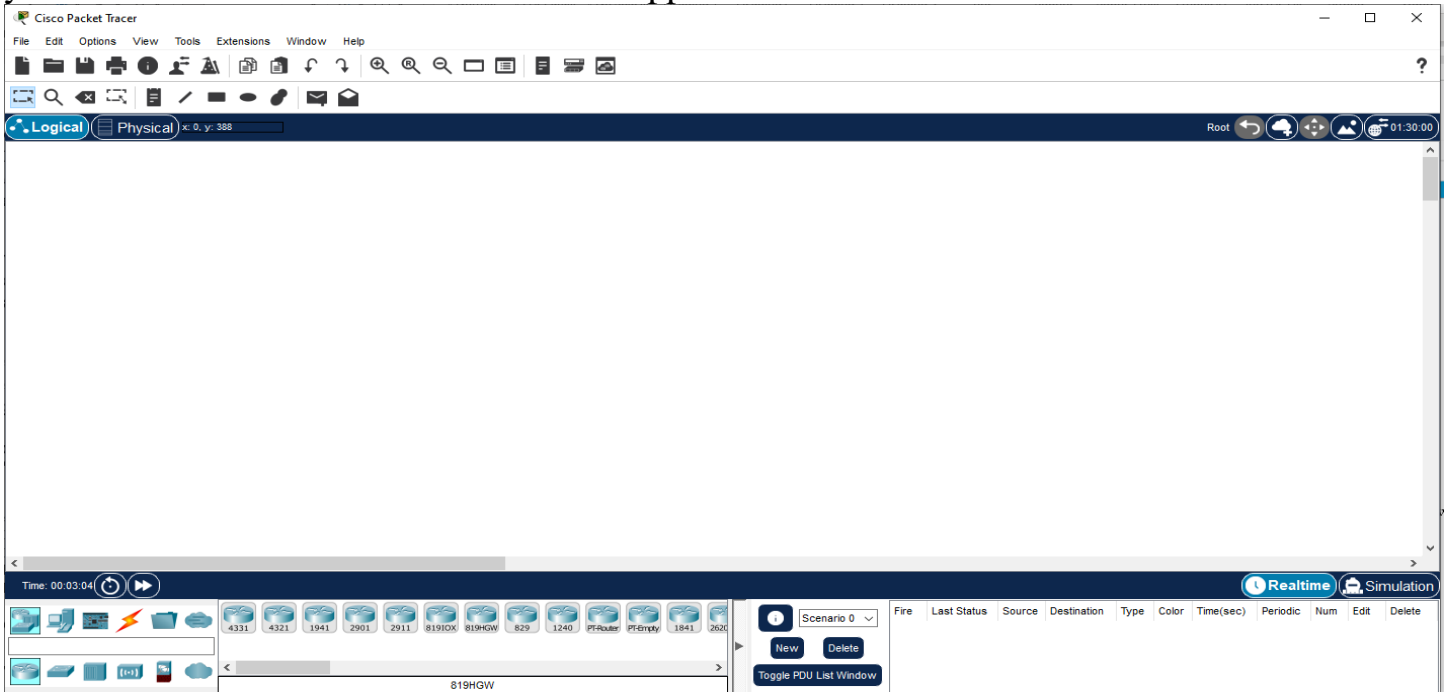 Cisco Packet Tracer
File Edit Options View Tools Extensions Window Help
?
Logical Physical x: 0, y: 388 Root 01:30:00
Time: 00:03:04 Realtime Simulation
4331 4321 1941 2901 2911 819IOX 819HGW 829 1240 PT-Router PT-Empty 1841 2620
Scenario 0 Fire Last Status Source Destination Type Color Time(sec) Periodic Num Edit Delete
New Delete
Toggle PDU List Window
819HGW